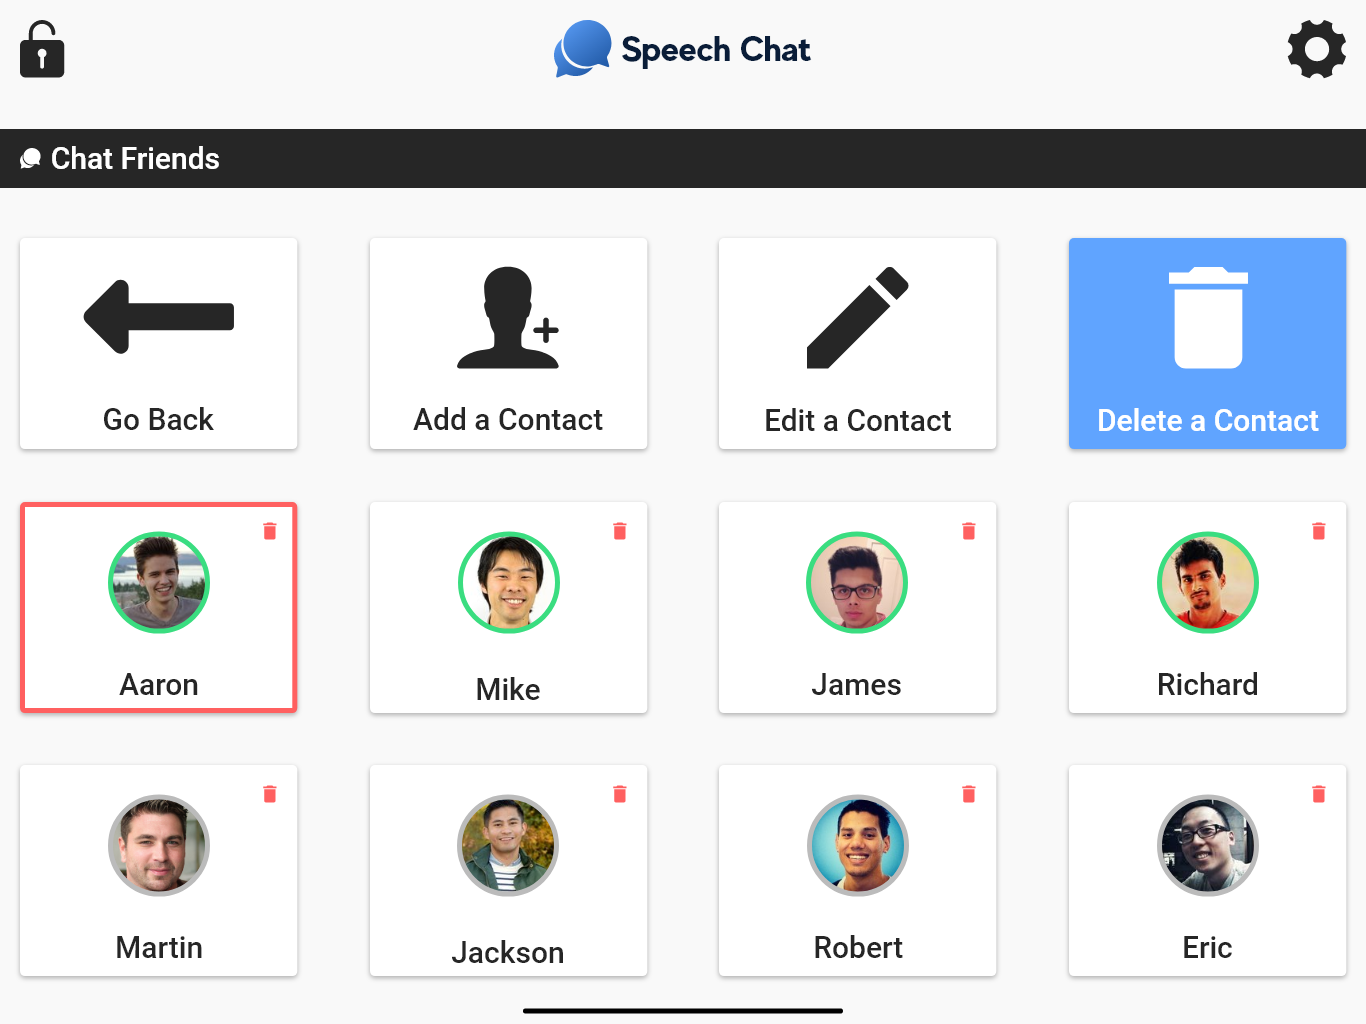 Speech Chat
Chat Friends
Go Back
Add a Contact
Edit a Contact
Delete a Contact
Aaron
Mike
James
Richard
Martin
Jackson
Robert
Eric